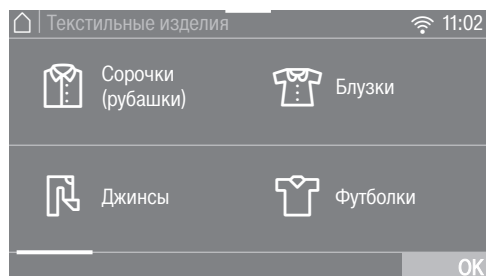 Текстильные изделия 11:02
Сорочки
(рубашки)
Блузки
Джинсы
Футболки
OK